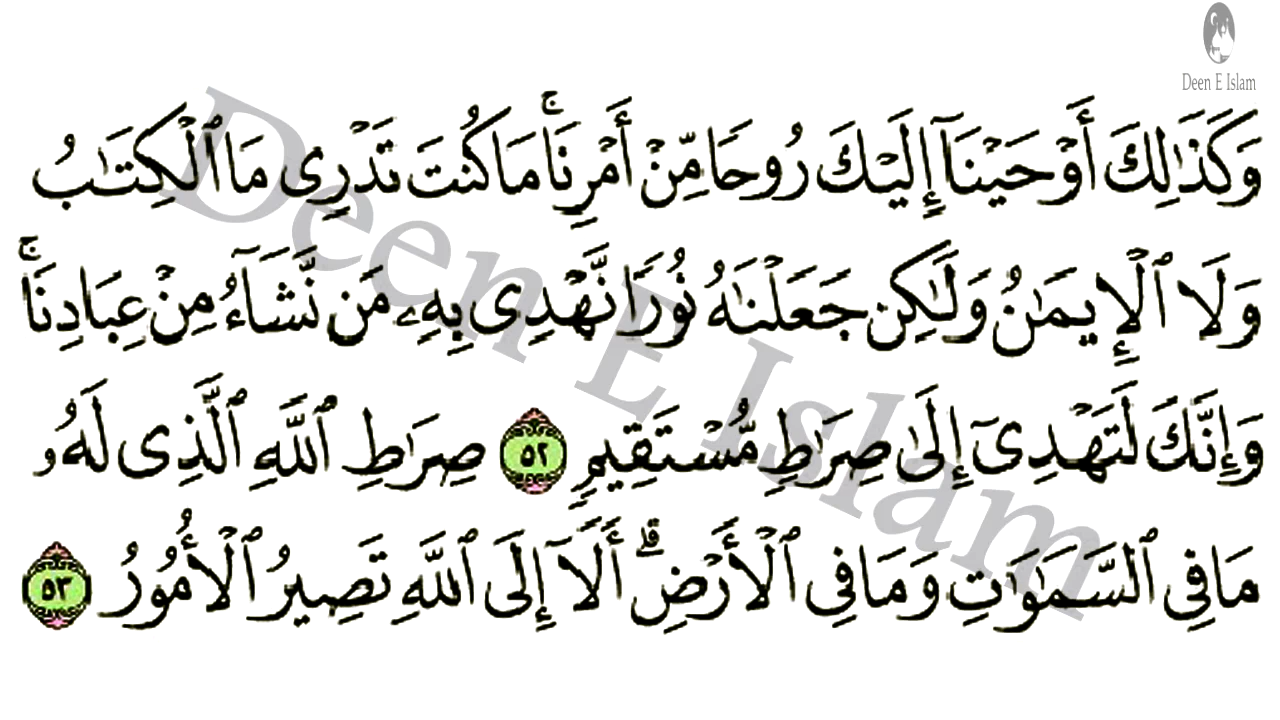 Deen E Islam
وَكَذَٰلِكَ أَوْحَيْنَآ إِلَيْكَ رُوحًا مِّنْ أَمْرِنَا ۚ مَا كُنتَ تَدْرِى مَا ٱلْكِتَـٰبُ
وَلَا ٱلْإِيمَـٰنُ وَلَـٰكِن جَعَلْنَـٰهُ نُورًا نَّهْدِى بِهِۦ مَن نَّشَآءُ مِنْ عِبَادِنَا ۚ
وَإِنَّكَ لَتَهْدِىٓ إِلَىٰ صِرَٰطٍ مُّسْتَقِيمٍ ٥٢ صِرَٰطِ ٱللَّهِ ٱلَّذِى لَهُۥ
مَا فِى ٱلسَّمَـٰوَٰتِ وَمَا فِى ٱلْأَرْضِ ۗ أَلَآ إِلَى ٱللَّهِ تَصِيرُ ٱلْأُمُورُ ٥٣
Deen E Islam